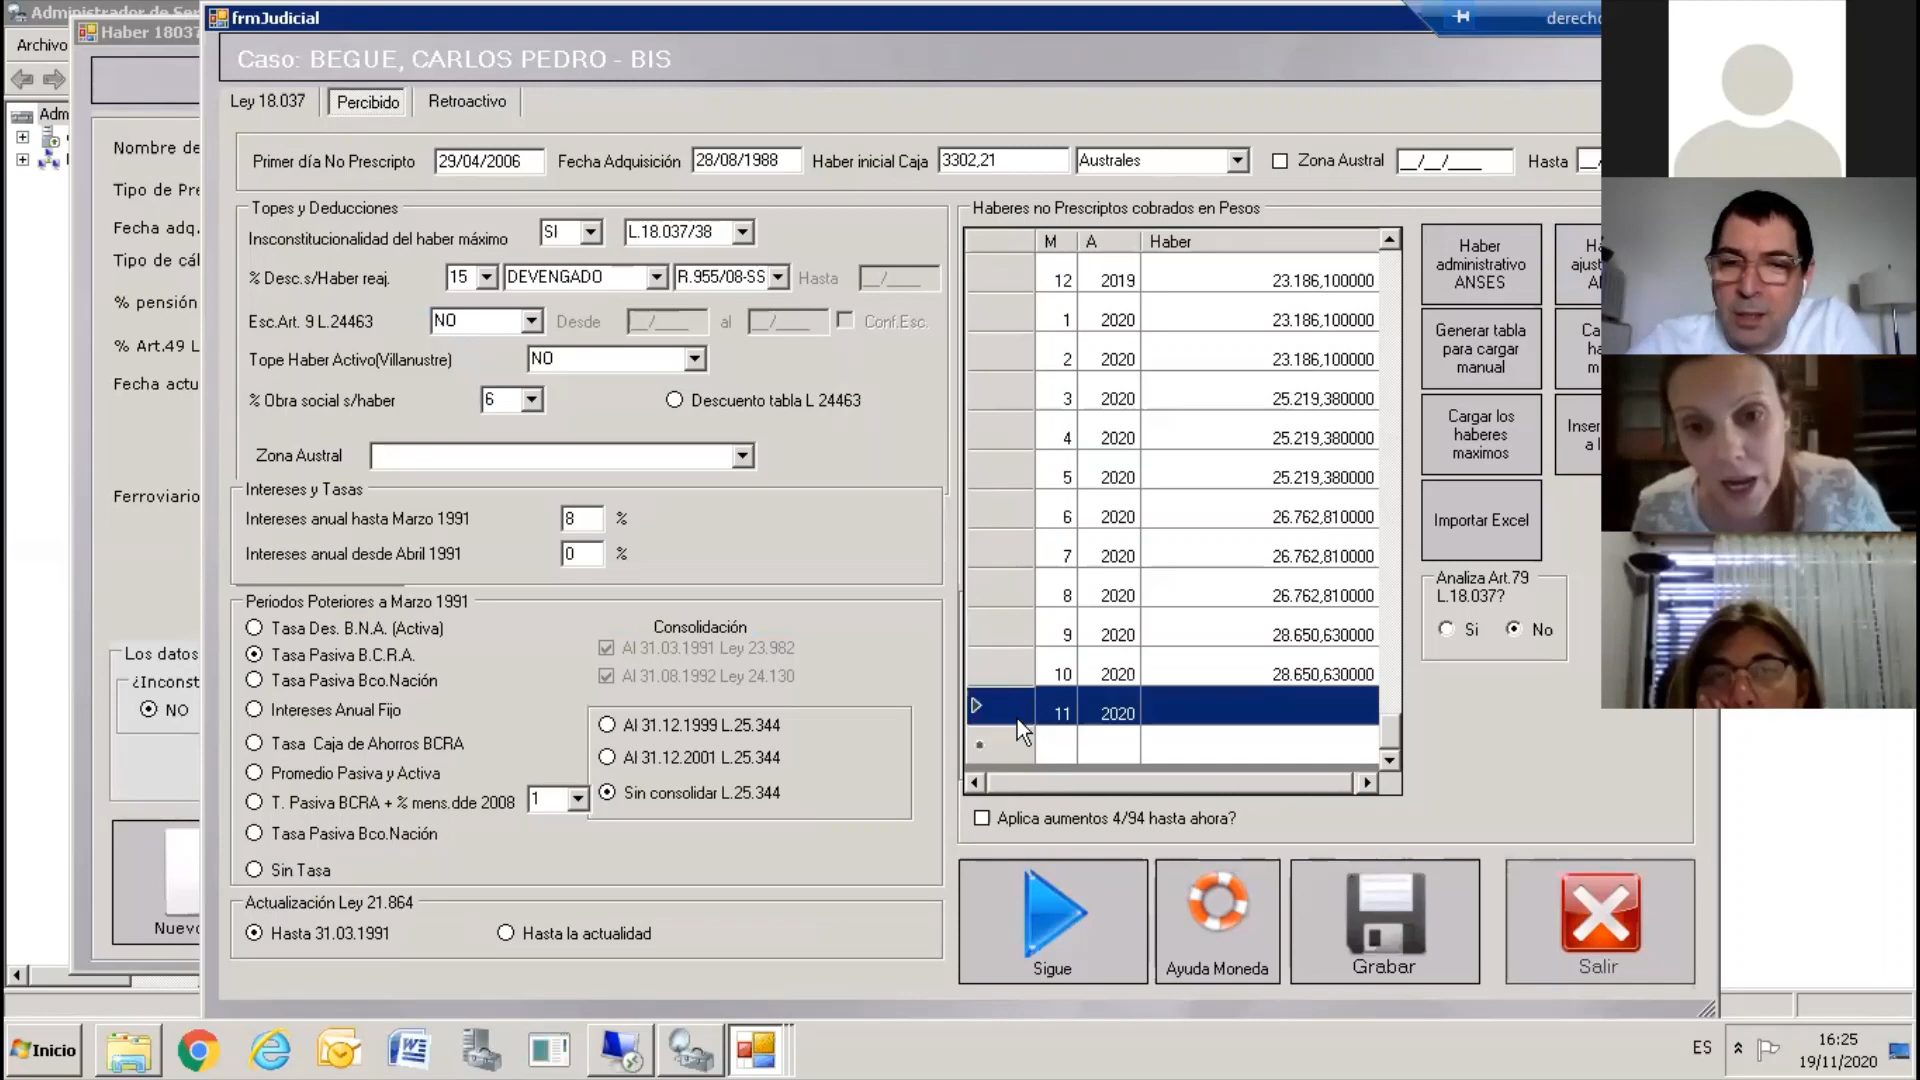 Administrador de Ser
Archivo
Adm
Haber 18037
Nombre de
Tipo de Pre
Fecha adq.
Tipo de cál
% pensión
% Art.49 L
Fecha actu
Ferroviario
Los datos
¿Inconst
NO
Nuevo
frmJudicial
derecho
Caso: BEGUE, CARLOS PEDRO - BIS
Ley 18.037
Percibido
Retroactivo
Primer día No Prescripto 29/04/2006 Fecha Adquisición 28/08/1988 Haber inicial Caja 3302,21 Australes Zona Austral __/__/____ Hasta
Topes y Deducciones
Insconstitucionalidad del haber máximo SI L.18.037/38
% Desc.s/Haber reaj. 15 DEVENGADO R.955/08-SS Hasta __/____
Esc.Art. 9 L.24463 NO Desde __/____ al __/____ Conf.Esc.
Tope Haber Activo(Villanustre) NO
% Obra social s/haber 6 Descuento tabla L 24463
Zona Austral
Intereses y Tasas
Intereses anual hasta Marzo 1991 8 %
Intereses anual desde Abril 1991 0 %
Periodos Poteriores a Marzo 1991
Tasa Des. B.N.A. (Activa)
Tasa Pasiva B.C.R.A.
Tasa Pasiva Bco.Nación
Intereses Anual Fijo
Tasa Caja de Ahorros BCRA
Promedio Pasiva y Activa
T. Pasiva BCRA + % mens.dde 2008 1
Tasa Pasiva Bco.Nación
Sin Tasa
Consolidación
Al 31.03.1991 Ley 23.982
Al 31.08.1992 Ley 24.130
Al 31.12.1999 L.25.344
Al 31.12.2001 L.25.344
Sin consolidar L.25.344
Actualización Ley 21.864
Hasta 31.03.1991
Hasta la actualidad
Haberes no Prescriptos cobrados en Pesos
M A Haber
12 2019 23.186,100000
1 2020 23.186,100000
2 2020 23.186,100000
3 2020 25.219,380000
4 2020 25.219,380000
5 2020 25.219,380000
6 2020 26.762,810000
7 2020 26.762,810000
8 2020 26.762,810000
9 2020 28.650,630000
10 2020 28.650,630000
11 2020
Aplica aumentos 4/94 hasta ahora?
Haber
administrativo
ANSES
Generar tabla
para cargar
manual
Cargar los
haberes
maximos
Inser
a l
Importar Excel
Analiza Art.79
L.18.037?
Si No
Sigue
Ayuda Moneda
Grabar
Salir
Inicio
ES
16:25
19/11/2020